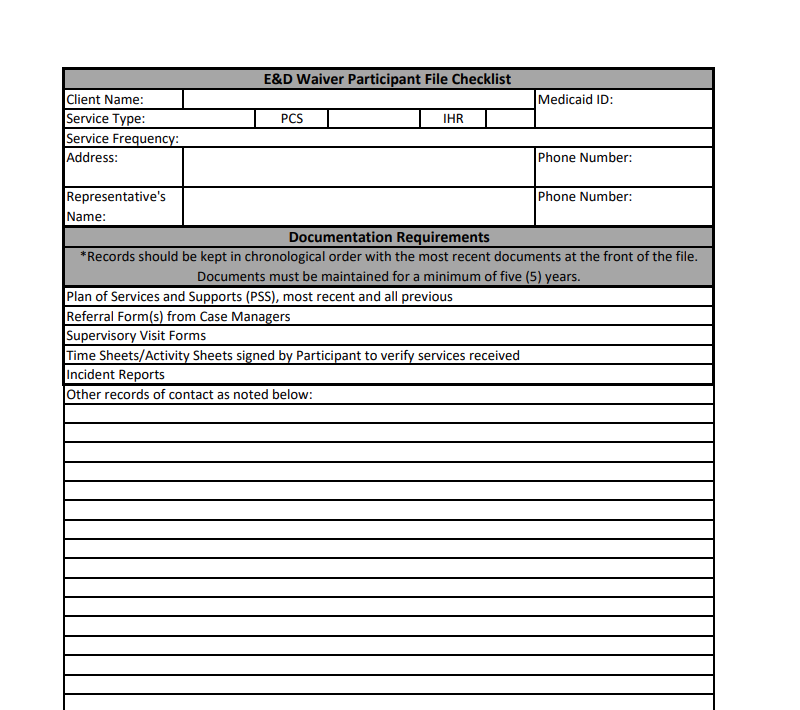 E&D Waiver Participant File Checklist
Client Name: Medicaid ID:
Service Type: PCS IHR
Service Frequency:
Address: Phone Number:
Representative's Phone Number:
Name:
Documentation Requirements
*Records should be kept in chronological order with the most recent documents at the front of the file.
Documents must be maintained for a minimum of five (5) years.
Plan of Services and Supports (PSS), most recent and all previous
Referral Form(s) from Case Managers
Supervisory Visit Forms
Time Sheets/Activity Sheets signed by Participant to verify services received
Incident Reports
Other records of contact as noted below: